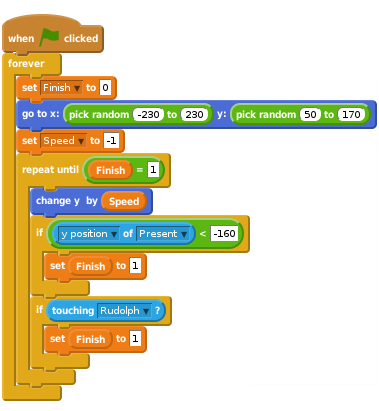 when clicked
forever
set Finish to 0
go to x: pick random -230 to 230 y: pick random 50 to 170
set Speed to -1
repeat until Finish = 1
change y by Speed
if y position of Present < -160
set Finish to 1
if touching Rudolph ?
set Finish to 1